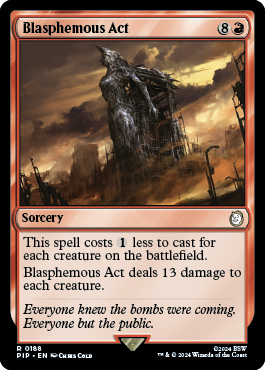 Blasphemous Act 8
Sorcery
This spell costs 1 less to cast for
each creature on the battlefield.
Blasphemous Act deals 13 damage to
each creature.
Everyone knew the bombs were coming.
Everyone but the public.
R 0188
PIP • EN Chris Cold
©2024 BSW
™ & © 2024 Wizards of the Coast